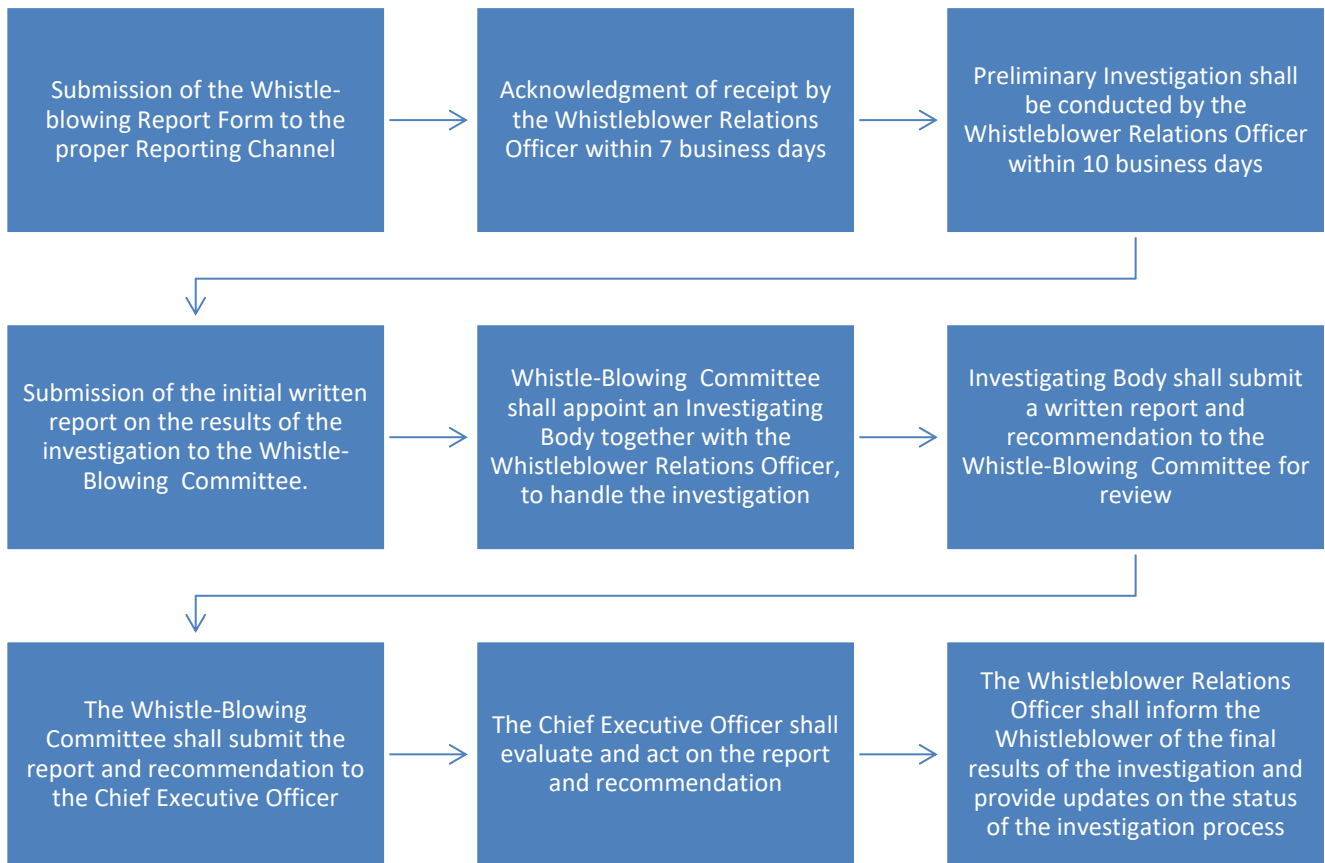 Submission of the Whistle-
blowing Report Form to the
proper Reporting Channel
Acknowledgment of receipt by
the Whistleblower Relations
Officer within 7 business days
Preliminary Investigation shall
be conducted by the
Whistleblower Relations Officer
within 10 business days
Submission of the initial written
report on the results of the
investigation to the Whistle-
Blowing Committee.
Whistle-Blowing Committee
shall appoint an Investigating
Body together with the
Whistleblower Relations Officer,
to handle the investigation
Investigating Body shall submit
a written report and
recommendation to the
Whistle-Blowing Committee for
review
The Whistle-Blowing
Committee shall submit the
report and recommendation to
the Chief Executive Officer
The Chief Executive Officer shall
evaluate and act on the report
and recommendation
The Whistleblower Relations
Officer shall inform the
Whistleblower of the final
results of the investigation and
provide updates on the status
of the investigation process